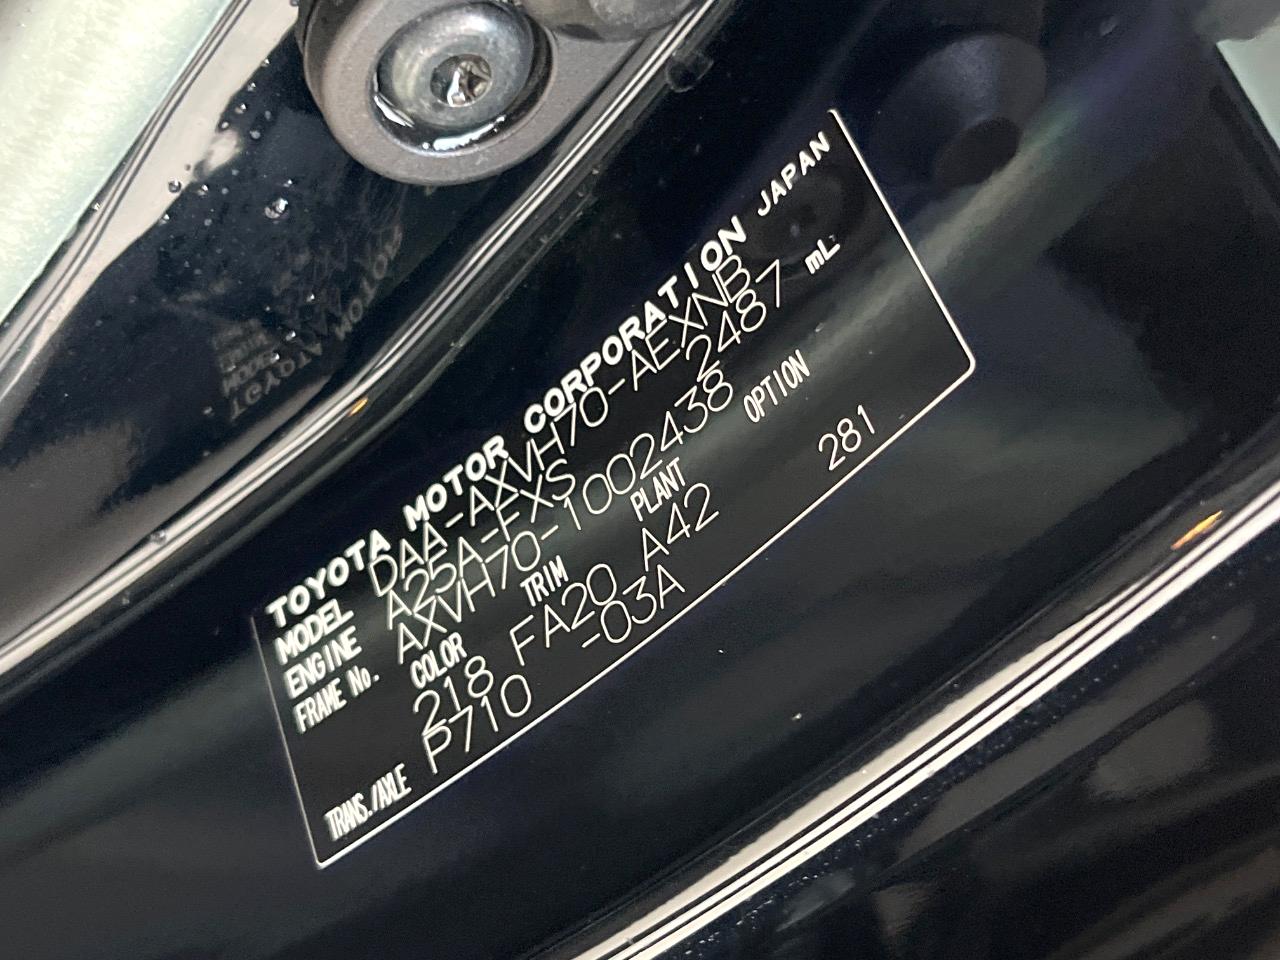 TOYOTA MOTOR CORPORATION JAPAN
MODEL DAA-AXVH70-AEXNB
ENGINE A25A-FXS 2487 mL
FRAME No. AXVH70-1002438
COLOR TRIM PLANT OPTION
218 FA20 A42 281
TRANS./AXLE P710 -03A